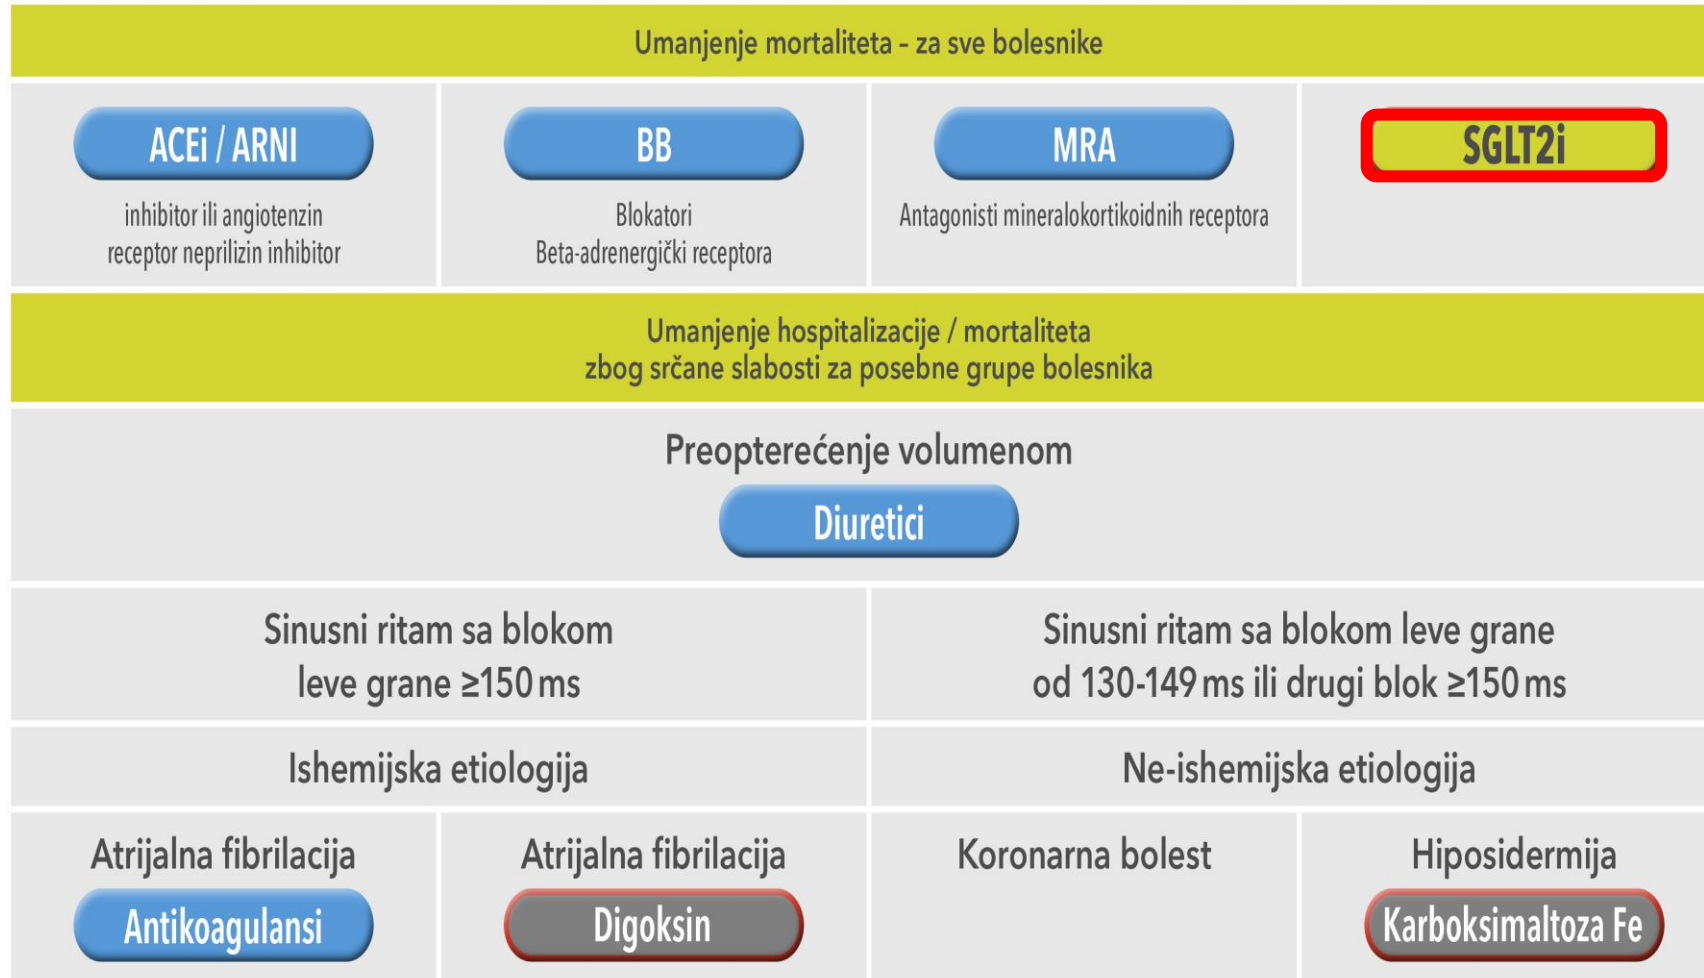 Umanjenje mortaliteta - za sve bolesnike
ACEi / ARNI
inhibitor ili angiotenzin
receptor neprilizin inhibitor
BB
Blokatori
Beta-adrenergički receptora
MRA
Antagonisti mineralokortikoidnih receptora
SGLT2i
Umanjenje hospitalizacije / mortaliteta
zbog srčane slabosti za posebne grupe bolesnika
Preopterećenje volumenom
Diuretici
Sinusni ritam sa blokom
leve grane ≥150 ms
Sinusni ritam sa blokom leve grane
od 130-149 ms ili drugi blok ≥150 ms
Ishemijska etiologija
Ne-ishemijska etiologija
Atrijalna fibrilacija
Antikoagulansi
Atrijalna fibrilacija
Digoksin
Koronarna bolest
Hiposidermija
Karboksimaltoza Fe